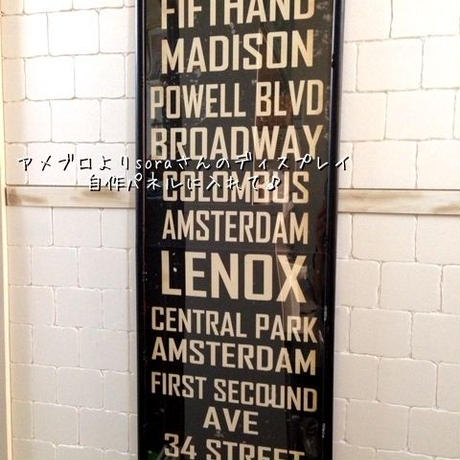 FIFTHAND
MADISON
POWELL BLVD
BROADWAY
アメブロよりsoraさんのディスプレイ
自作パネルに入れて♪
COLUMBUS
AMSTERDAM
LENOX
CENTRAL PARK
AMSTERDAM
FIRST SECOUND
AVE
34 STREET